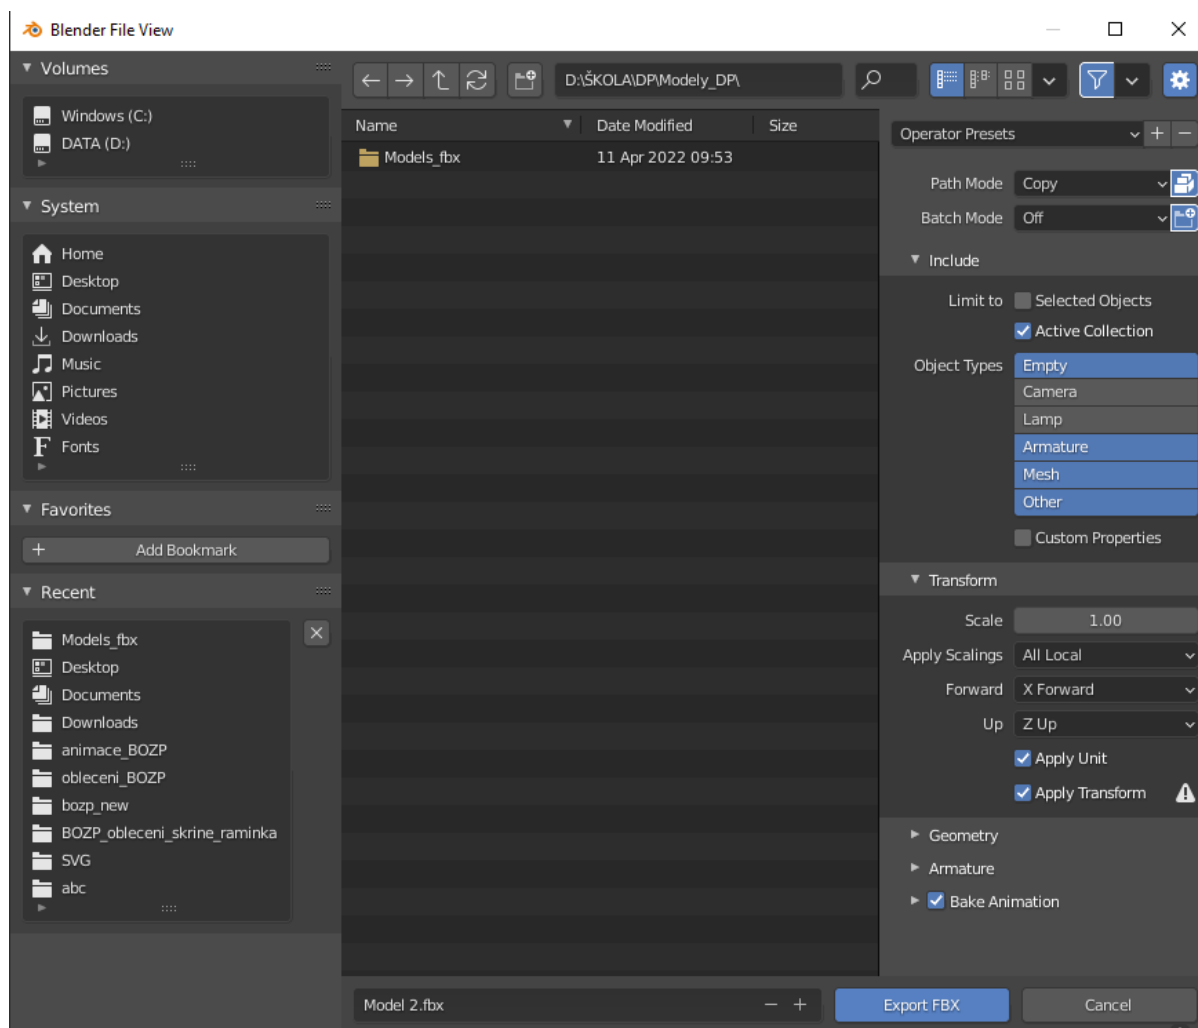 Blender File View
Volumes
Windows (C:)
DATA (D:)
System
Home
Desktop
Documents
Downloads
Music
Pictures
Videos
Fonts
Favorites
+ Add Bookmark
Recent
Models_fbx
Desktop
Documents
Downloads
animace_BOZP
obleceni_BOZP
bozp_new
BOZP_obleceni_skrine_raminka
SVG
abc
D:\ŠKOLA\DP\Modely_DP\
Name Date Modified Size
Models_fbx 11 Apr 2022 09:53
Operator Presets
Path Mode Copy
Batch Mode Off
Include
Limit to Selected Objects
Active Collection
Object Types Empty
Camera
Lamp
Armature
Mesh
Other
Custom Properties
Transform
Scale 1.00
Apply Scalings All Local
Forward X Forward
Up Z Up
Apply Unit
Apply Transform
Geometry
Armature
Bake Animation
Model 2.fbx
Export FBX
Cancel